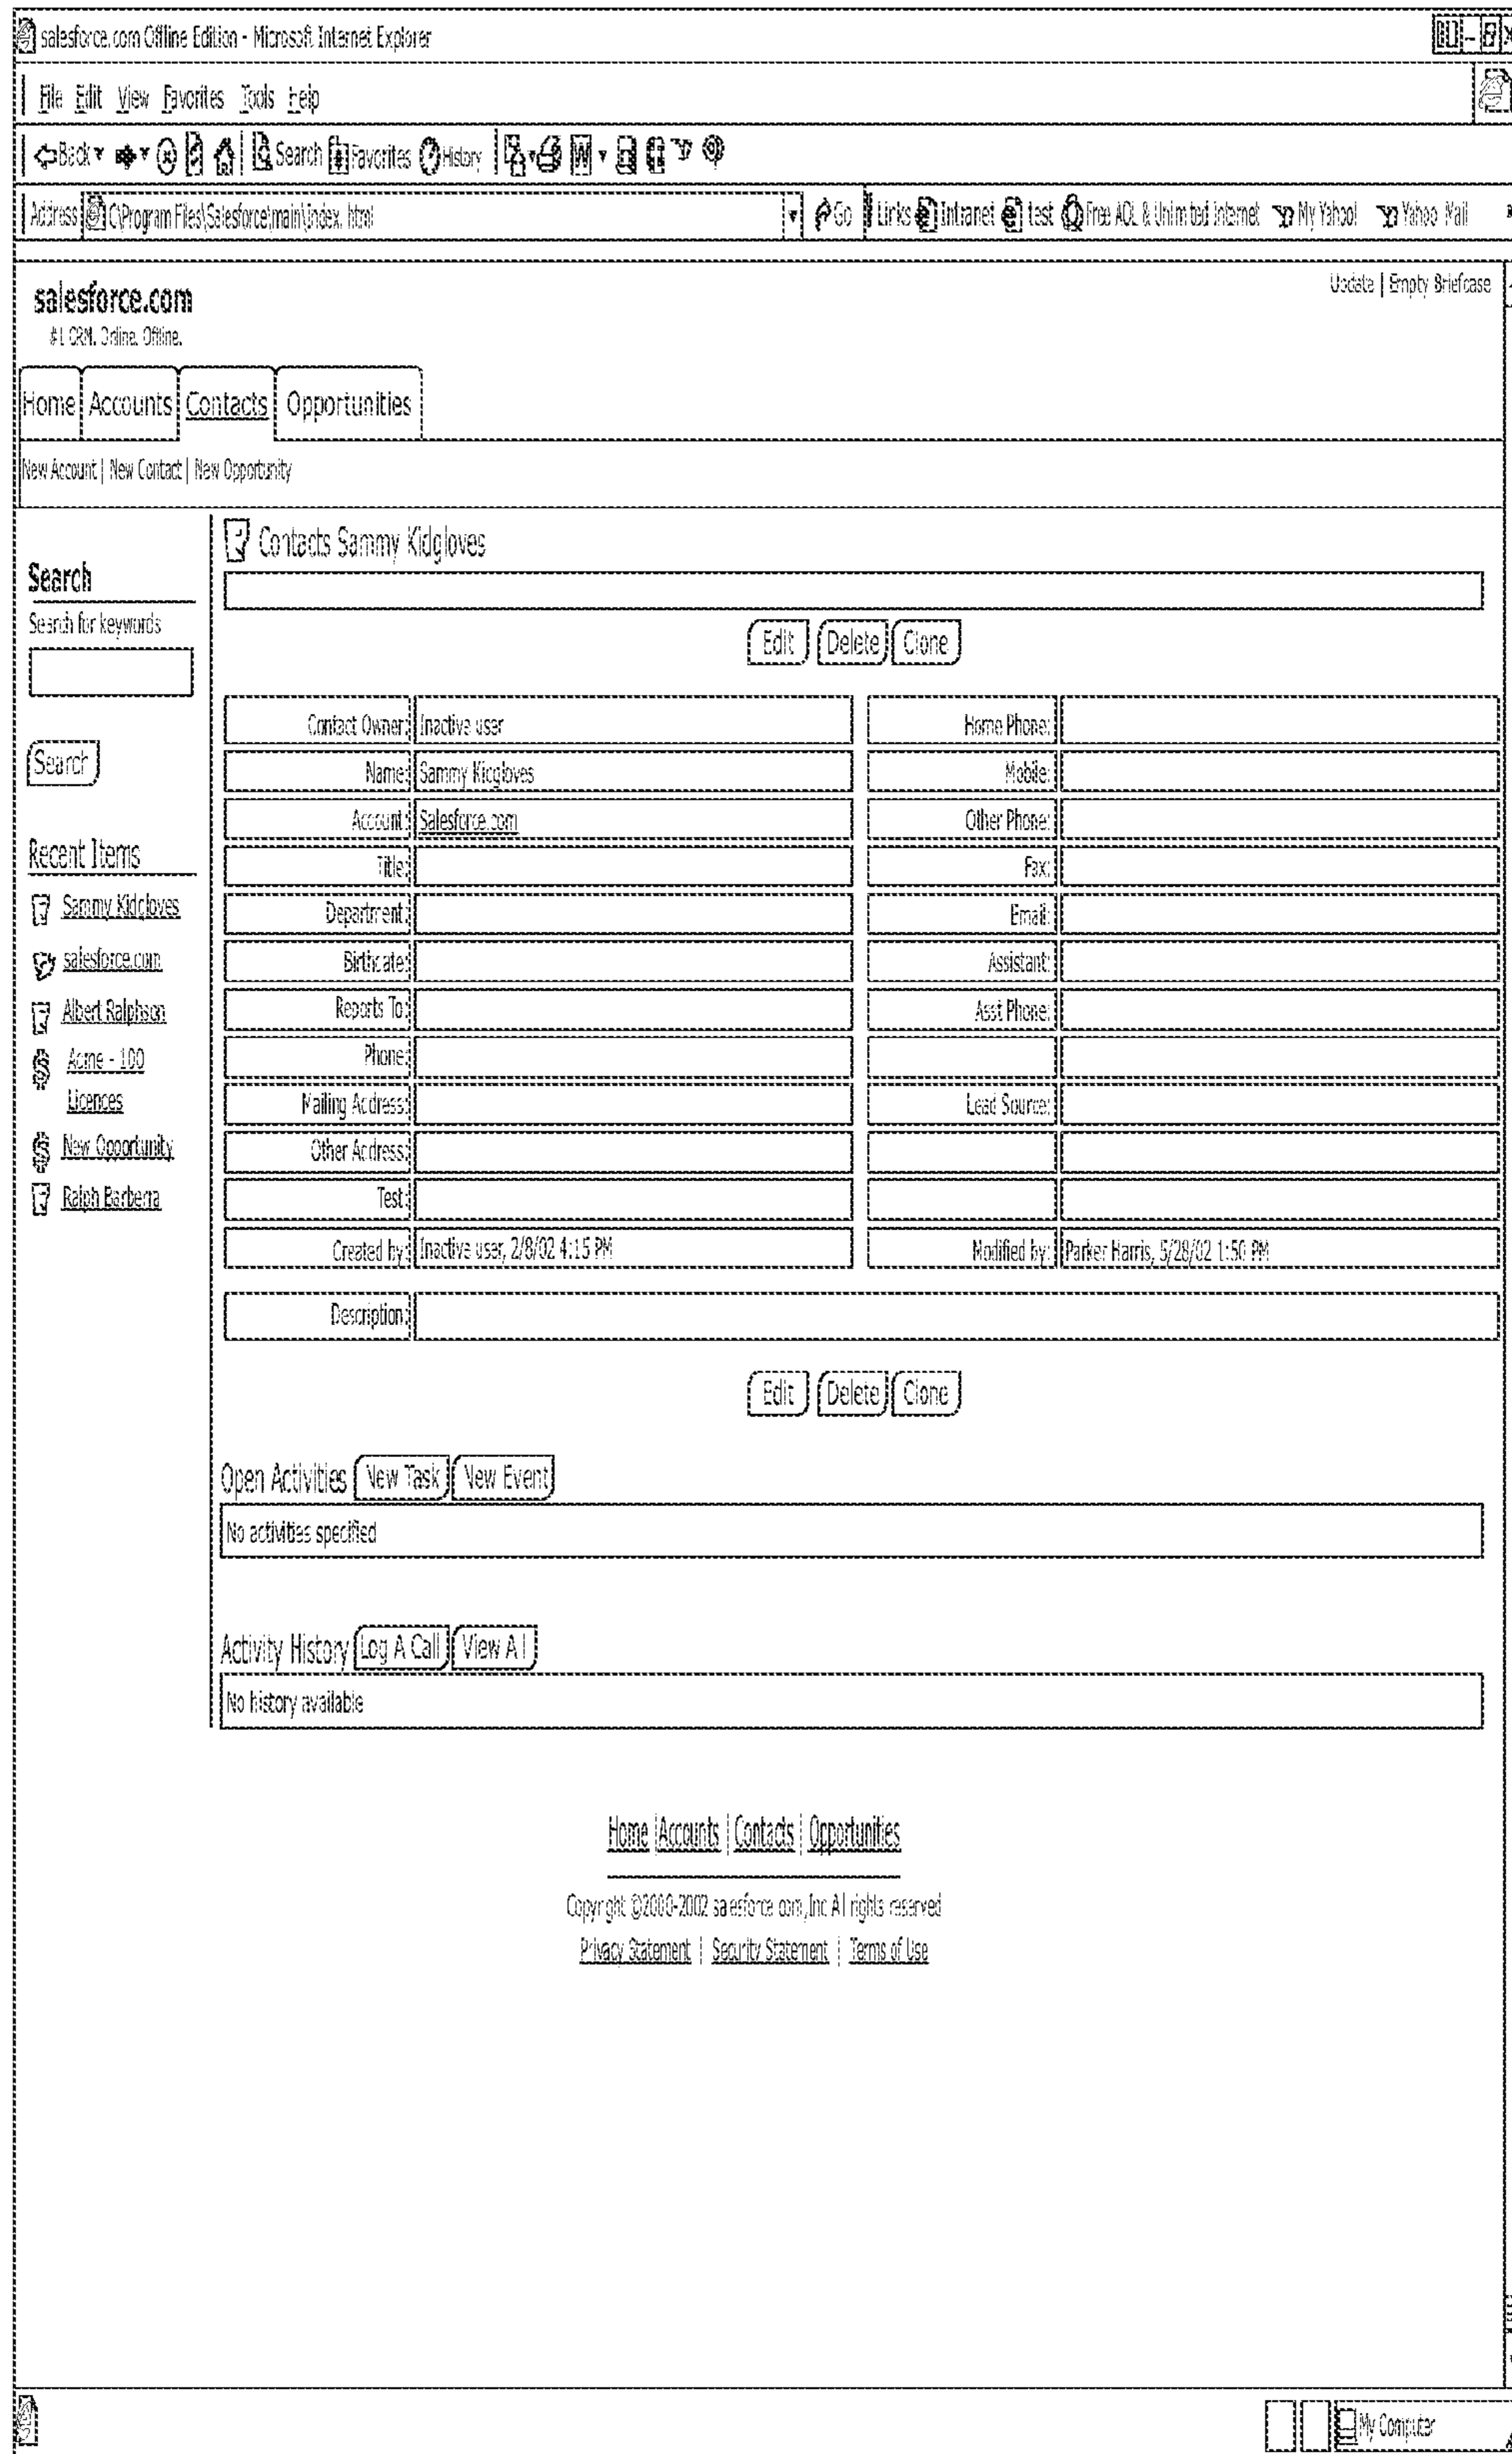 salesforce.com Offline Edition - Microsoft Internet Explorer
File Edit View Favorites Tools Help
Back Search Favorites History W
Address C:\Program Files\Salesforce\main\index. html Go Links Intranet test Free AOL & Unlimited Internet My Yahoo! Yahoo Mail
Update | Empty Briefcase
salesforce.com
#1 CRM. Online. Offline.
Home Accounts Contacts Opportunities
New Account | New Contact | New Opportunity
Contacts Sammy Kidgloves
Search
Search for keywords
Edit Delete Clone
Contact Owner: Inactive user Home Phone:
Name: Sammy Kidgloves Mobile:
Search
Account: Salesforce.com Other Phone:
Recent Items
Title: Fax:
Sammy Kidgloves
Department: Email:
salesforce.com
Birthdate: Assistant:
Albert Ralphson
Reports To: Asst Phone:
Acme - 100
Licences
Phone:
Mailing Address: Lead Source:
New Opportunity
Other Address:
Ralph Barberra
Test:
Created by: Inactive user, 2/8/02 4:15 PM Modified by: Parker Harris, 5/28/02 1:50 PM
Description:
Edit Delete Clone
Open Activities New Task New Event
No activities specified
Activity History Log A Call View All
No history available
Home | Accounts | Contacts | Opportunities
Copyright ©2000-2002 salesforce com, Inc All rights reserved
Privacy Statement | Security Statement | Terms of Use
My Computer